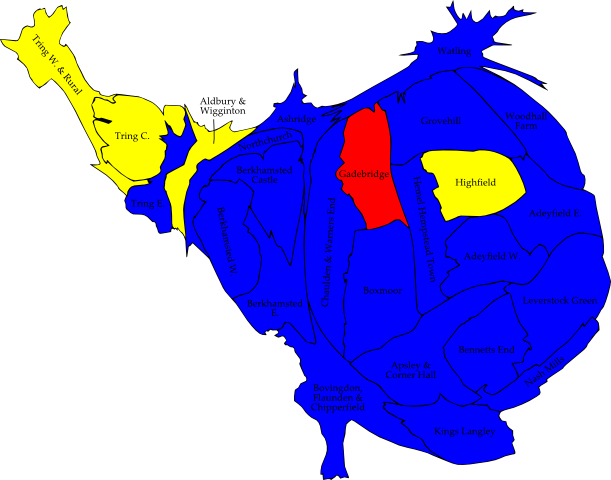 Tring W. & Rural
Aldbury &
Wigginton
Tring C.
Tring E.
Ashridge
Northchurch
Berkhamsted
Castle
Berkhamsted W.
Berkhamsted
E.
Chaulden & Warners End
Gadebridge
Boxmoor
Hemel Hempstead Town
Watling
Grovehill
Woodhall
Farm
Highfield
Adeyfield E.
Adeyfield W.
Leverstock Green
Bennetts End
Nash Mills
Apsley &
Corner Hall
Bovingdon,
Flaunden &
Chipperfield
Kings Langley